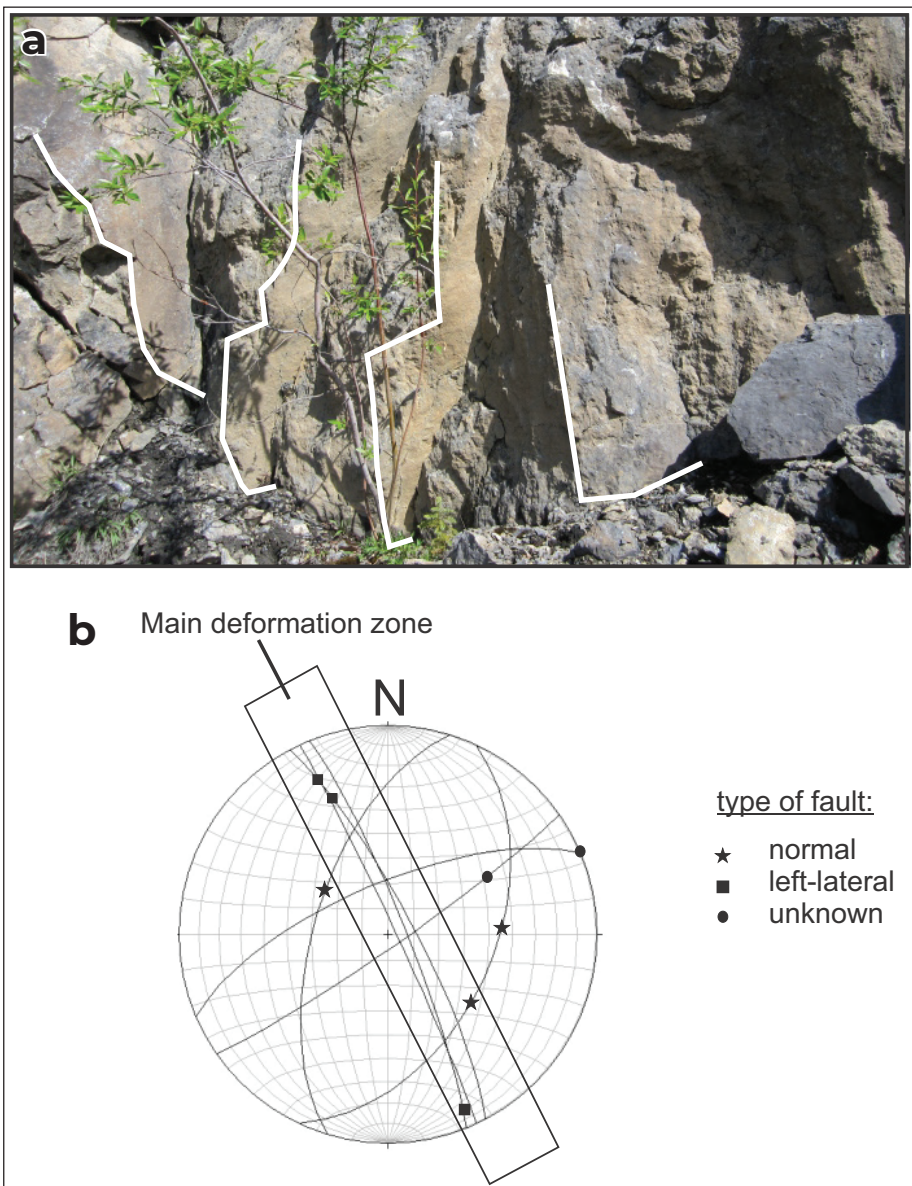 a
b
Main deformation zone
N
type of fault:
normal
left-lateral
unknown